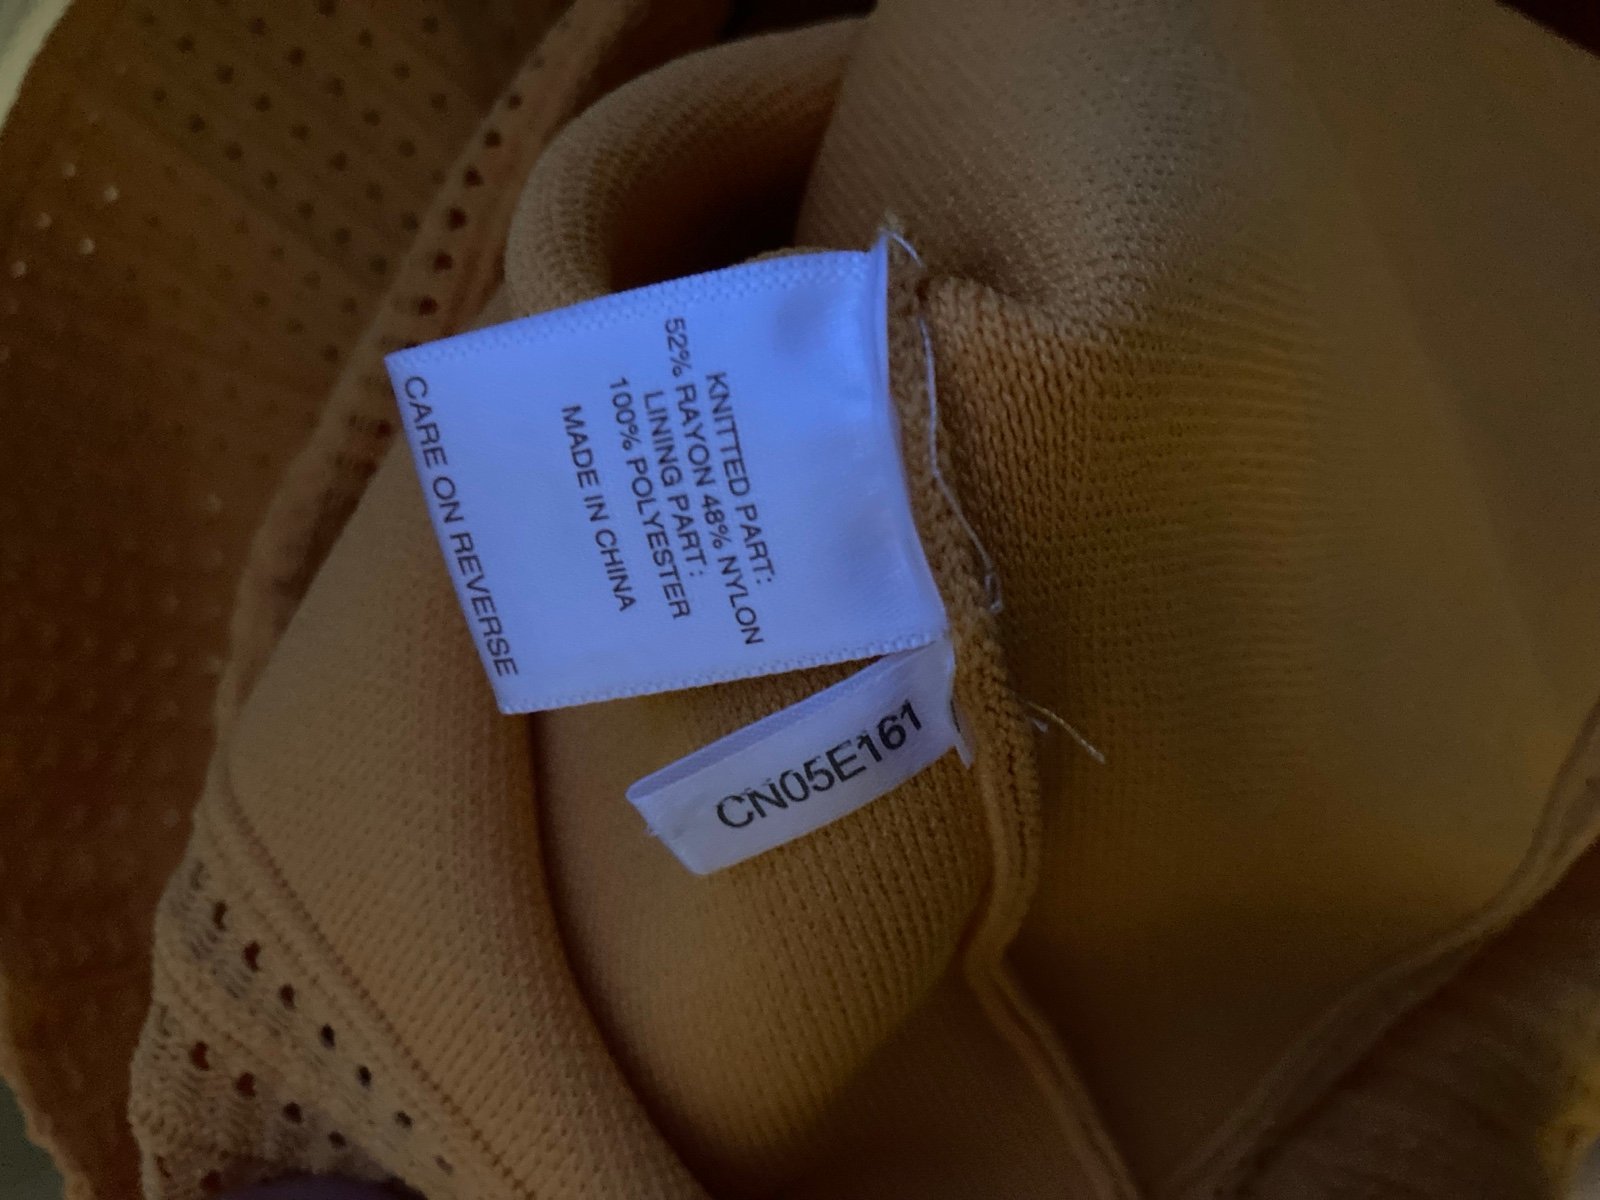 KNITTED PART:
52% RAYON 48% NYLON
LINING PART:
100% POLYESTER
MADE IN CHINA
CARE ON REVERSE
CN05E161